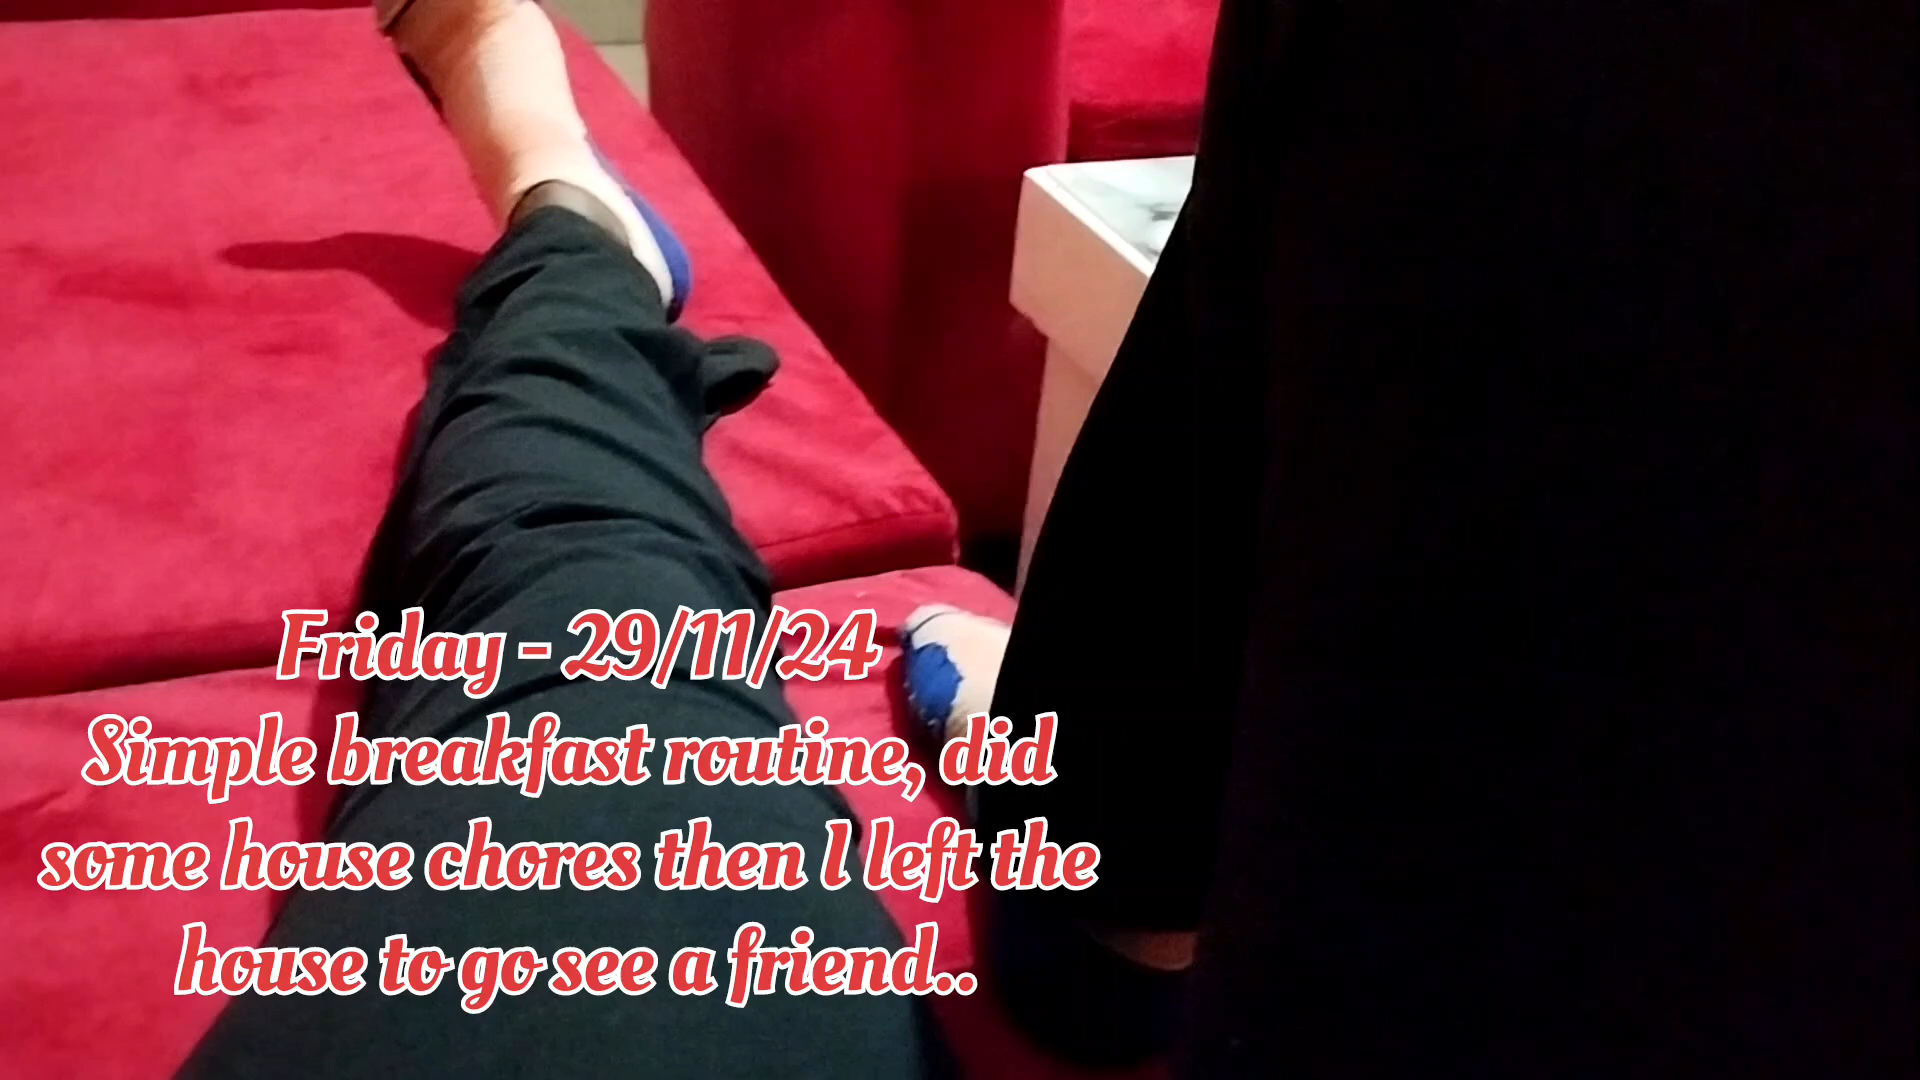 Friday - 29/11/24
Simple breakfast routine, did
some house chores then I left the
house to go see a friend..